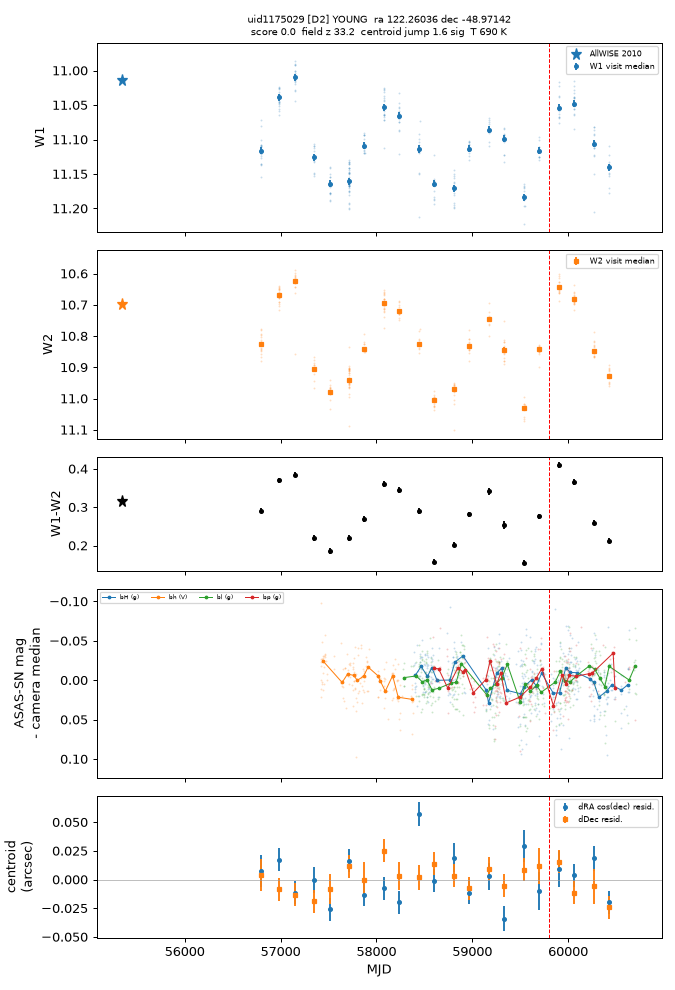 uid1175029 [D2] YOUNG ra 122.26036 dec -48.97142
score 0.0 field z 33.2 centroid jump 1.6 sig T 690 K
AllWISE 2010
W1 visit median
11.00
11.05
11.10
11.15
11.20
W1
W2 visit median
10.6
10.7
10.8
10.9
11.0
11.1
W2
0.4
0.3
0.2
W1-W2
bH (g)
bh (V)
bl (g)
bp (g)
−0.10
−0.05
0.00
0.05
0.10
ASAS-SN mag
- camera median
dRA cos(dec) resid.
dDec resid.
0.050
0.025
0.000
−0.025
−0.050
centroid
(arcsec)
56000 57000 58000 59000 60000
MJD